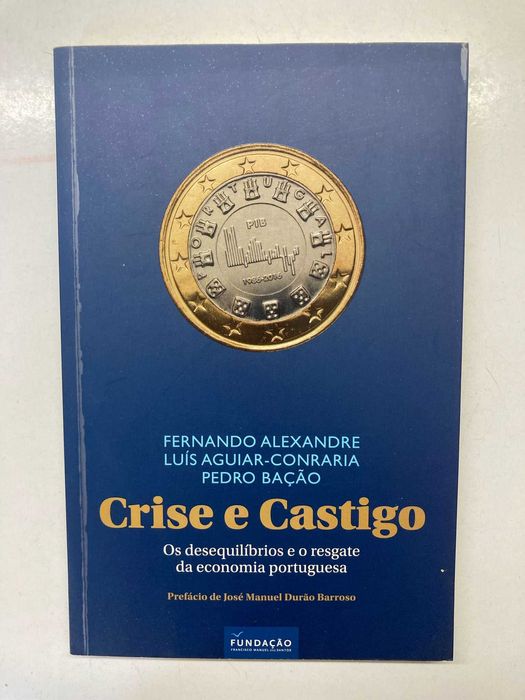 PORTUGAL
PIB
1986-2016
FERNANDO ALEXANDRE
LUÍS AGUIAR-CONRARIA
PEDRO BAÇÃO
Crise e Castigo
Os desequilíbrios e o resgate
da economia portuguesa
Prefácio de José Manuel Durão Barroso
FUNDAÇÃO
FRANCISCO MANUEL DOS SANTOS